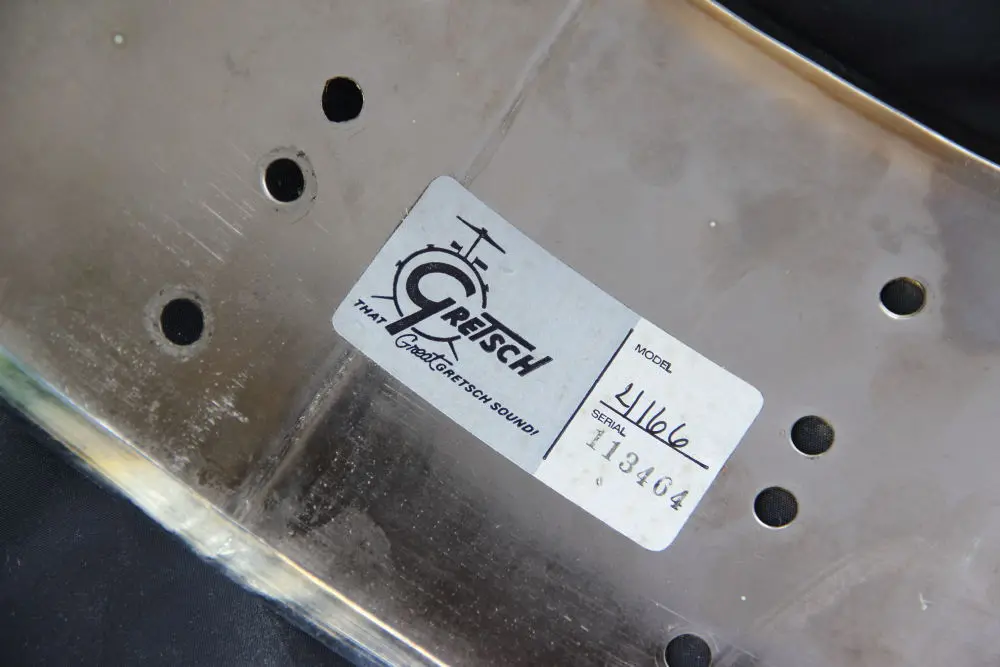 GRETSCH
THAT Great GRETSCH SOUND!
MODEL
4166
SERIAL
113464